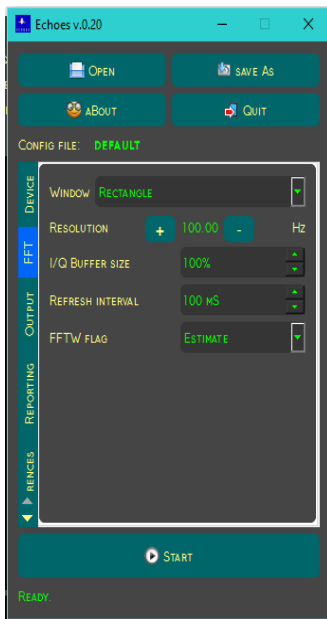 Echoes v.0.20
Open
save As
aBout
Quit
Config file: default
Device
FFT
Output
Reporting
rences
Window Rectangle
Resolution + 100.00 - Hz
I/Q Buffer size 100%
Refresh interval 100 mS
FFTW flag Estimate
Start
Ready.